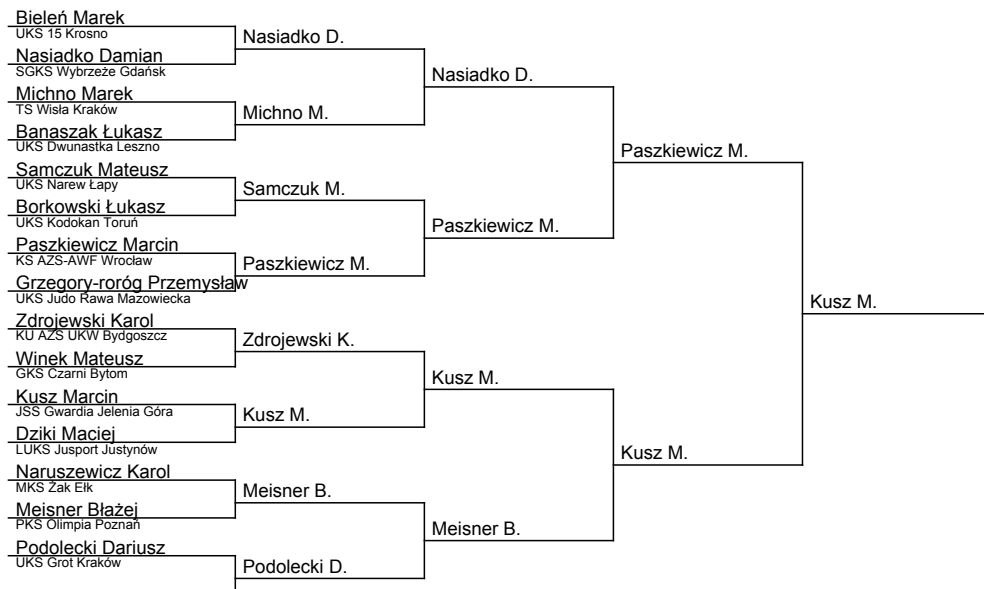 Bieleń Marek
UKS 15 Krosno
Nasiadko Damian
SGKS Wybrzeże Gdańsk
Michno Marek
TS Wisła Kraków
Banaszak Łukasz
UKS Dwunastka Leszno
Samczuk Mateusz
UKS Narew Łapy
Borkowski Łukasz
UKS Kodokan Toruń
Paszkiewicz Marcin
KS AZS-AWF Wrocław
Grzegory-roróg Przemysław
UKS Judo Rawa Mazowiecka
Zdrojewski Karol
KU AZS UKW Bydgoszcz
Winek Mateusz
GKS Czarni Bytom
Kusz Marcin
JSS Gwardia Jelenia Góra
Dziki Maciej
LUKS Jusport Justynów
Naruszewicz Karol
MKS Żak Ełk
Meisner Błażej
PKS Olimpia Poznań
Podolecki Dariusz
UKS Grot Kraków
Nasiadko D.
Michno M.
Samczuk M.
Paszkiewicz M.
Zdrojewski K.
Kusz M.
Meisner B.
Podolecki D.
Nasiadko D.
Paszkiewicz M.
Kusz M.
Meisner B.
Paszkiewicz M.
Kusz M.
Kusz M.